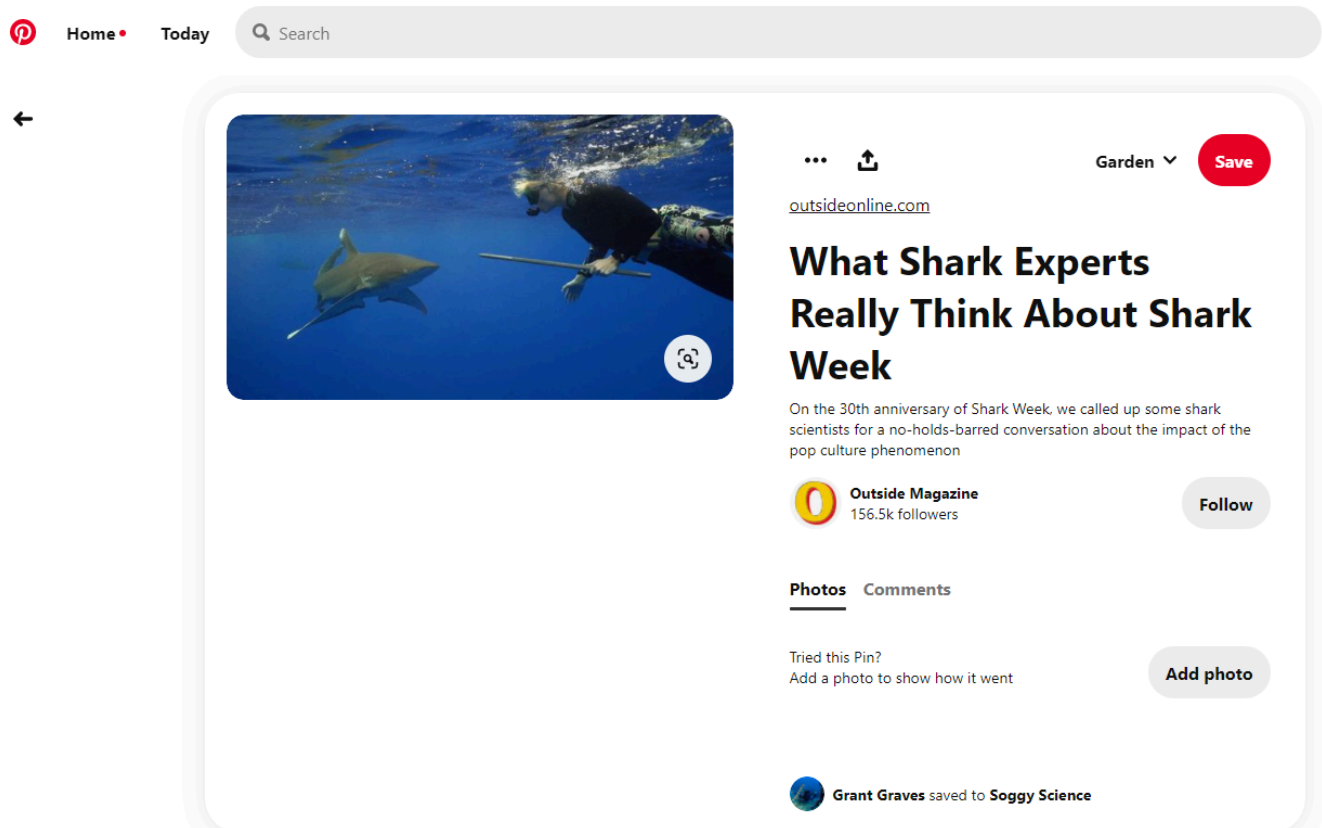 Home
Today
Search
Garden
Save
outsideonline.com
What Shark Experts
Really Think About Shark
Week
On the 30th anniversary of Shark Week, we called up some shark
scientists for a no-holds-barred conversation about the impact of the
pop culture phenomenon
Outside Magazine
156.5k followers
Follow
Photos
Comments
Tried this Pin?
Add a photo to show how it went
Add photo
Grant Graves saved to Soggy Science